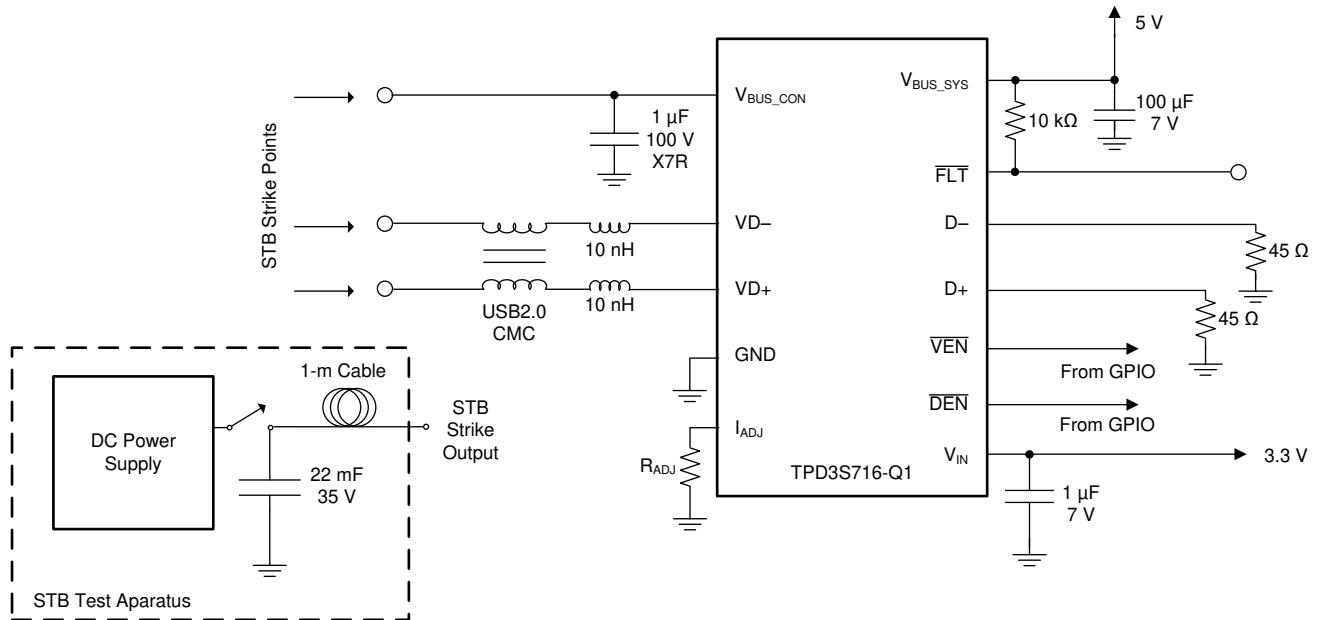 5 V
V_BUS_CON
V_BUS_SYS
1 µF
100 V
X7R
10 kΩ
100 µF
7 V
STB Strike Points
FLT
VD–
D–
10 nH
45 Ω
VD+
D+
10 nH
USB2.0
CMC
45 Ω
GND
VEN
From GPIO
1-m Cable
DEN
STB
Strike
Output
From GPIO
I_ADJ
DC Power
Supply
V_IN
3.3 V
R_ADJ
22 mF
35 V
TPD3S716-Q1
1 µF
7 V
STB Test Aparatus